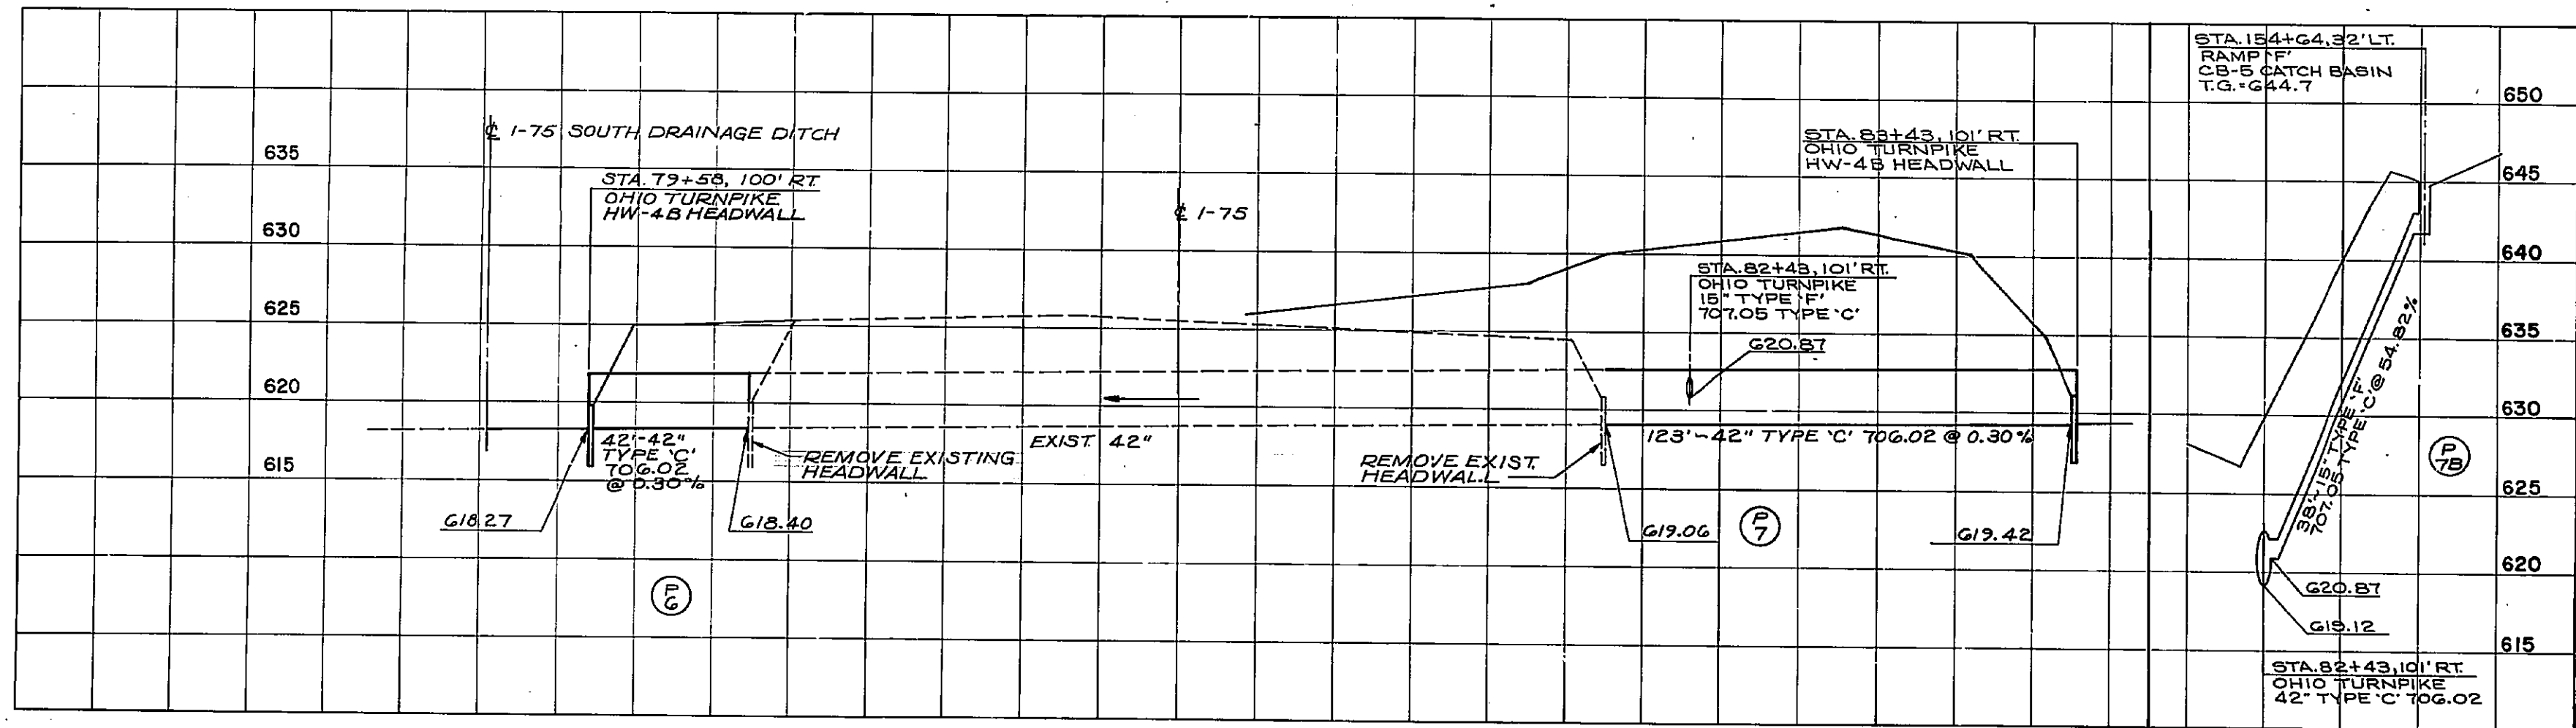 STA. 154+64, 32' LT.
RAMP 'F'
CB-5 CATCH BASIN
T.G.=644.7
650
℄ I-75 SOUTH DRAINAGE DITCH
STA. 83+43, 101' RT.
OHIO TURNPIKE
HW-4B HEADWALL
635
645
STA. 79+58, 100' RT.
OHIO TURNPIKE
HW-4B HEADWALL
℄ I-75
630
640
STA. 82+43, 101' RT.
OHIO TURNPIKE
15" TYPE 'F'
707.05 TYPE 'C'
625
620.87
635
620
630
42'-42"
TYPE 'C'
706.02
@ 0.30%
EXIST. 42"
123'~42" TYPE 'C' 706.02 @ 0.30%
38'~15" TYPE 'F'
707.05 TYPE 'C' @ 54.82%
615
REMOVE EXISTING
HEADWALL
REMOVE EXIST.
HEADWALL
P
7B
625
618.27
618.40
619.06
P
7
619.42
620
P
6
620.87
619.12
615
STA. 82+43, 101' RT.
OHIO TURNPIKE
42" TYPE 'C' 706.02